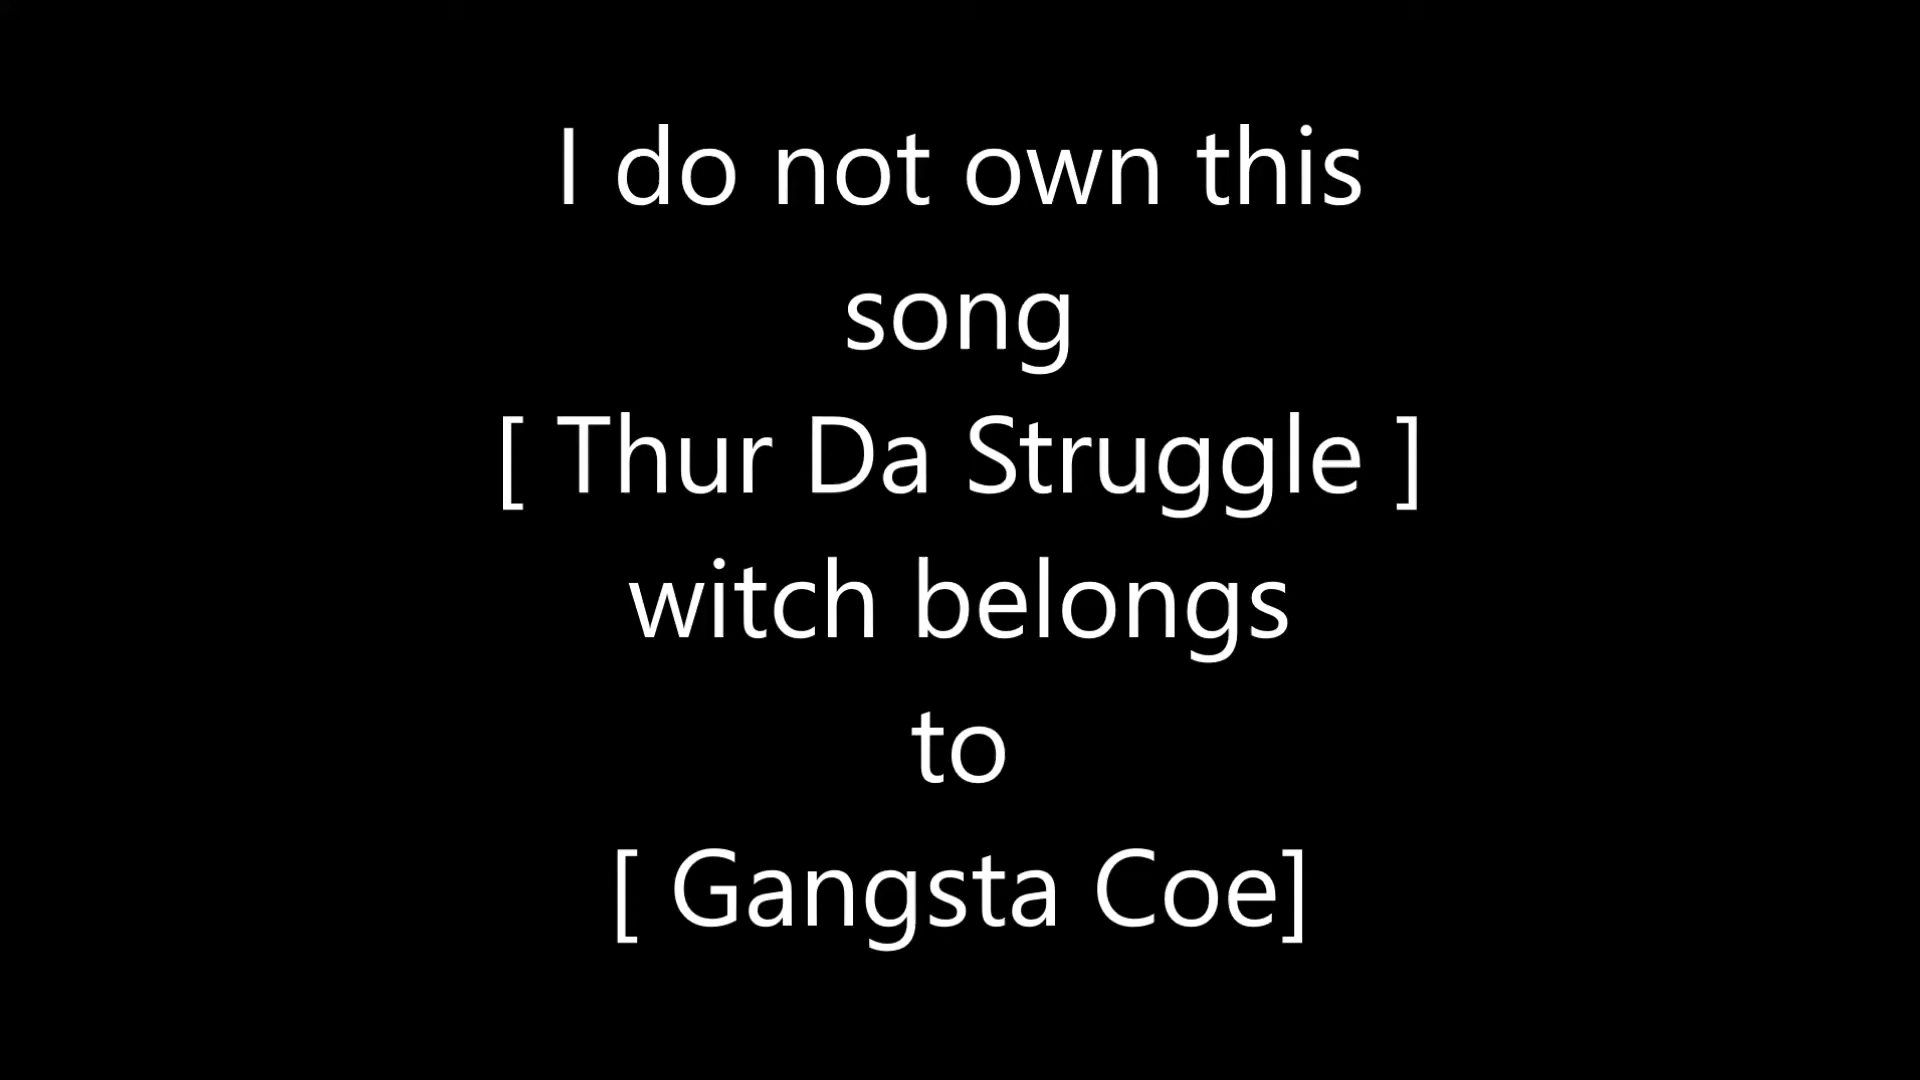 I do not own this
song
[ Thur Da Struggle ]
witch belongs
to
[ Gangsta Coe]